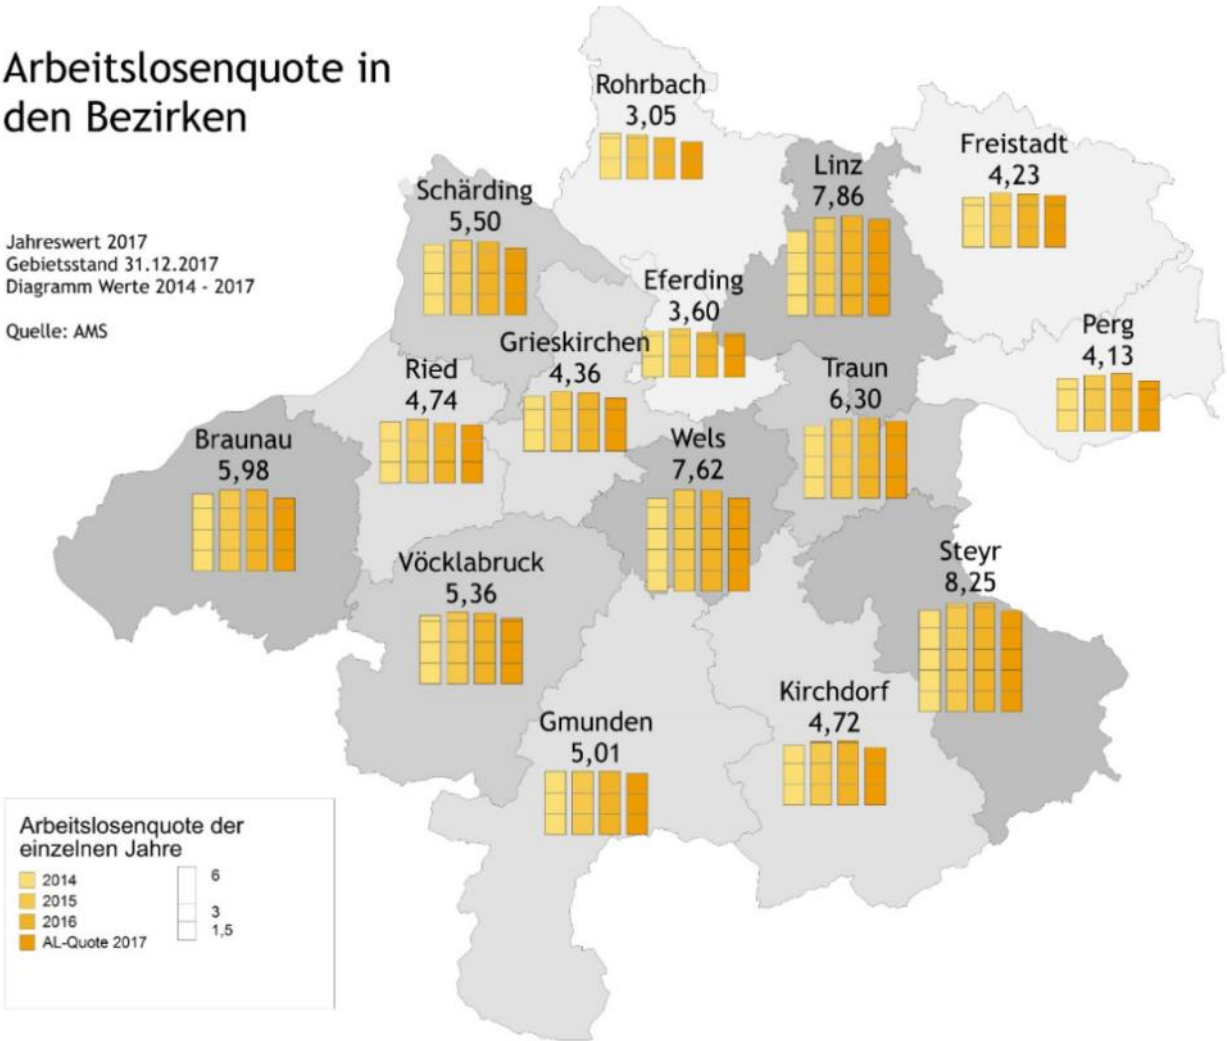 Arbeitslosenquote in
den Bezirken
Jahreswert 2017
Gebietsstand 31.12.2017
Diagramm Werte 2014 - 2017
Quelle: AMS
Rohrbach
3,05
Freistadt
4,23
Linz
7,86
Schärding
5,50
Eferding
3,60
Perg
4,13
Grieskirchen
4,36
Ried
4,74
Traun
6,30
Braunau
5,98
Wels
7,62
Vöcklabruck
5,36
Steyr
8,25
Kirchdorf
4,72
Gmunden
5,01
Arbeitslosenquote der
einzelnen Jahre
2014
2015
2016
AL-Quote 2017
6
3
1,5